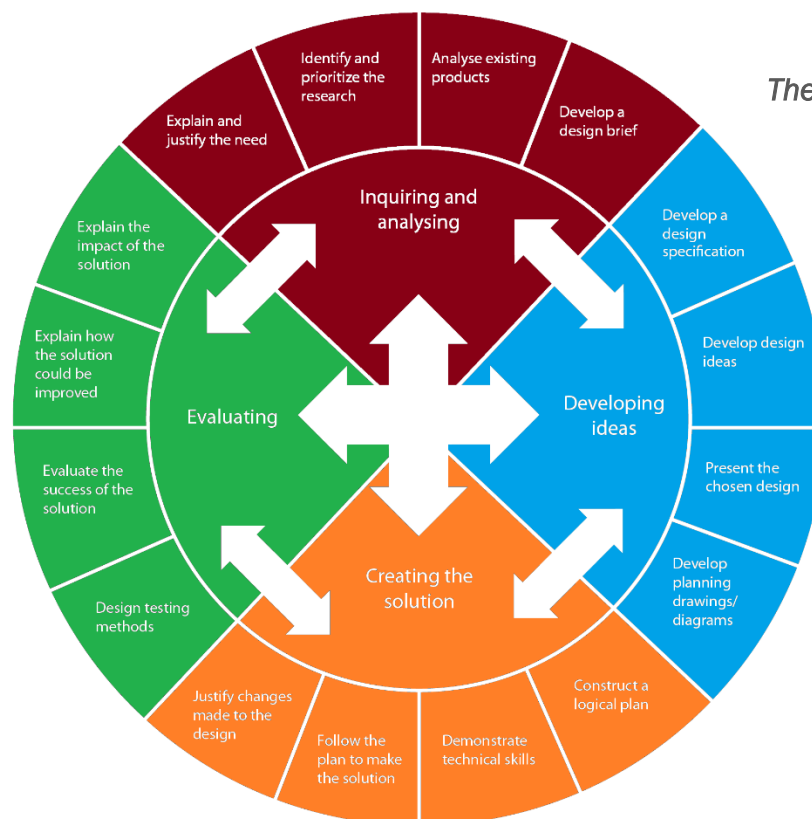 The
Explain and
justify the need
Identify and
prioritize the
research
Analyse existing
products
Develop a
design brief
Inquiring and
analysing
Develop a
design
specification
Develop design
ideas
Present the
chosen design
Develop
planning
drawings/
diagrams
Developing
ideas
Construct a
logical plan
Demonstrate
technical skills
Follow the
plan to make
the solution
Justify changes
made to the
design
Creating the
solution
Design testing
methods
Evaluate the
success of the
solution
Explain how
the solution
could be
improved
Explain the
impact of the
solution
Evaluating